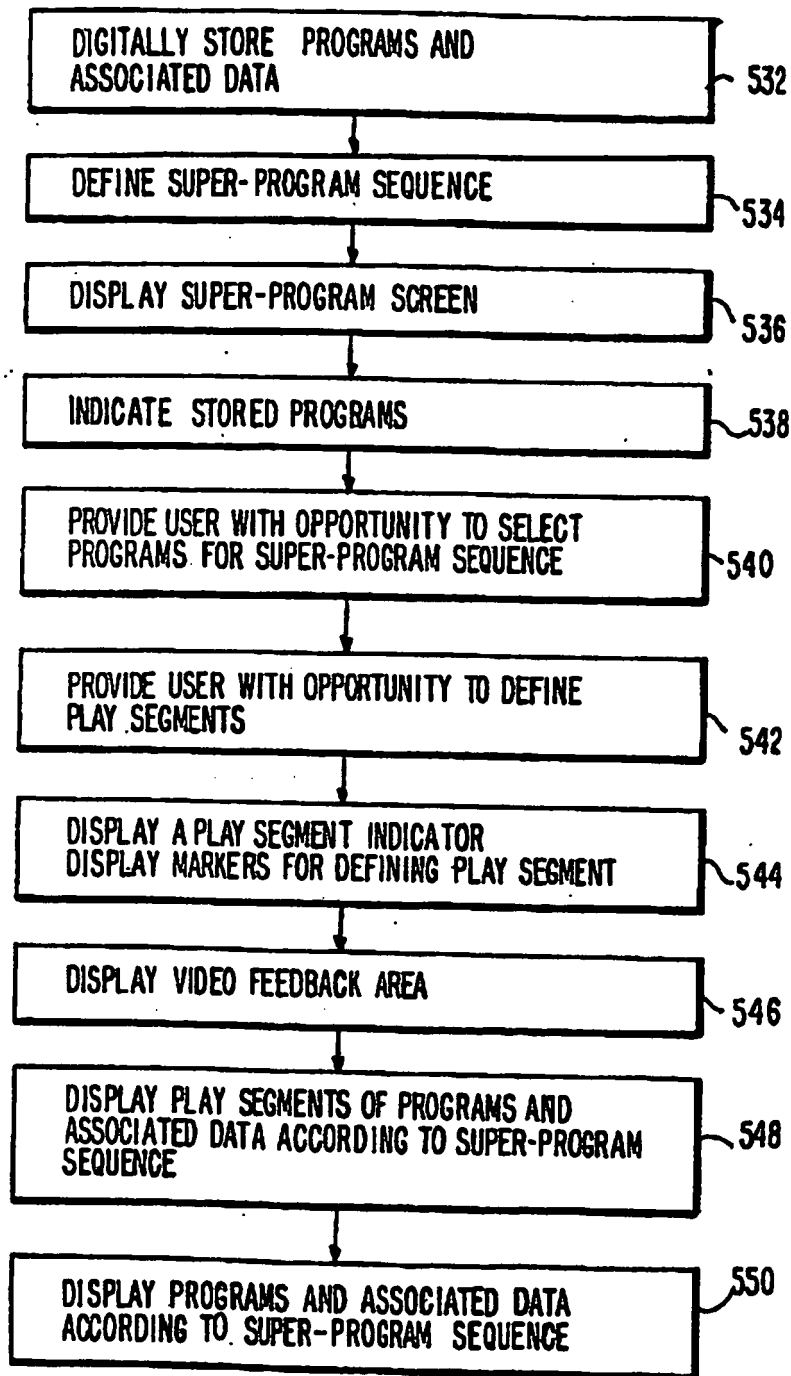 DIGITALLY STORE PROGRAMS AND
ASSOCIATED DATA
532
DEFINE SUPER-PROGRAM SEQUENCE
534
DISPLAY SUPER-PROGRAM SCREEN
536
INDICATE STORED PROGRAMS
538
PROVIDE USER WITH OPPORTUNITY TO SELECT
PROGRAMS FOR SUPER-PROGRAM SEQUENCE
540
PROVIDE USER WITH OPPORTUNITY TO DEFINE
PLAY SEGMENTS
542
DISPLAY A PLAY SEGMENT INDICATOR
DISPLAY MARKERS FOR DEFINING PLAY SEGMENT
544
DISPLAY VIDEO FEEDBACK AREA
546
DISPLAY PLAY SEGMENTS OF PROGRAMS AND
ASSOCIATED DATA ACCORDING TO SUPER-PROGRAM
SEQUENCE
548
DISPLAY PROGRAMS AND ASSOCIATED DATA
ACCORDING TO SUPER-PROGRAM SEQUENCE
550